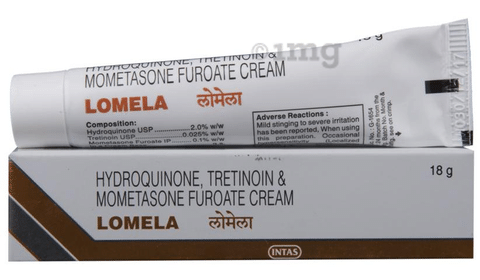 1mg
18 g
HYDROQUINONE, TRETINOIN &
MOMETASONE FUROATE CREAM
LOMELA लोमेला
Composition:
Hydroquinone USP ........ 2.0% w/w
Tretinoin USP ........ 0.025% w/w
Mometasone Furoate IP ........ 0.1% w/w
Adverse Reactions :
Mild stinging to severe irritation
has been reported, When using
this preparation. Occasional
HYDROQUINONE, TRETINOIN &
18 g
MOMETASONE FUROATE CREAM
LOMELA लोमेला
INTAS